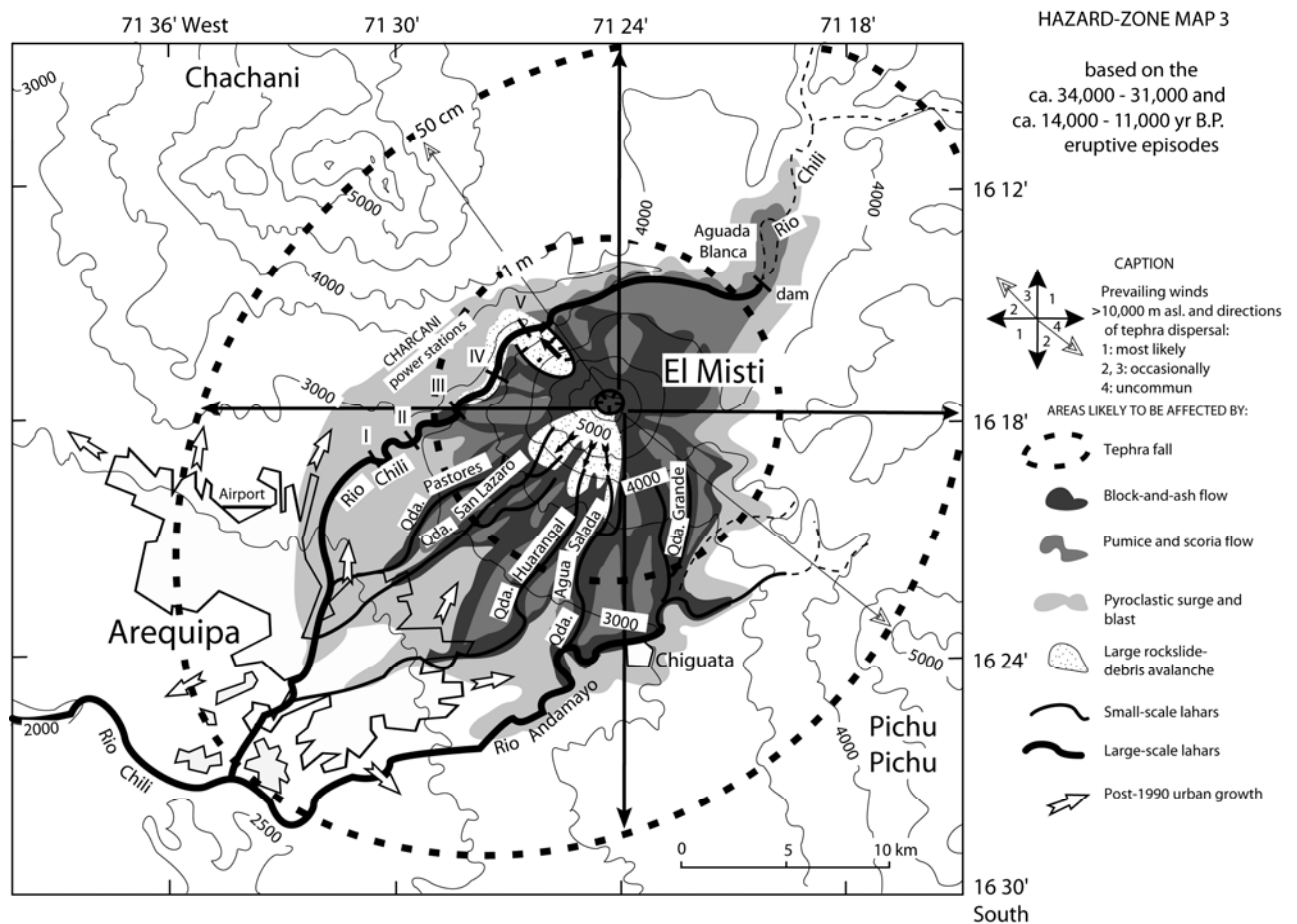 71 36' West
71 30'
71 24'
71 18'
HAZARD-ZONE MAP 3
based on the
ca. 34,000 - 31,000 and
ca. 14,000 - 11,000 yr B.P.
eruptive episodes
3000
Chachani
50 cm
5000
4000
4000
4000
Chili
Rio
Aguada
Blanca
dam
16 12'
1 m
V
CHARCANI
power stations
IV
III
II
I
3000
El Misti
16 18'
5000
4000
Rio Chili
Airport
Qda. Pastores
Qda. San Lazaro
Qda. Huarangal
Qda. Agua Salada
Qda. Grande
3000
Arequipa
Chiguata
16 24'
5000
Rio Andamayo
Pichu
Pichu
4000
2000
Rio
Chili
2500
0 5 10 km
16 30'
South
CAPTION
3 1
2
4
1 2
Prevailing winds
>10,000 m asl. and directions
of tephra dispersal:
1: most likely
2, 3: occasionally
4: uncommun
AREAS LIKELY TO BE AFFECTED BY:
Tephra fall
Block-and-ash flow
Pumice and scoria flow
Pyroclastic surge and
blast
Large rockslide-
debris avalanche
Small-scale lahars
Large-scale lahars
Post-1990 urban growth